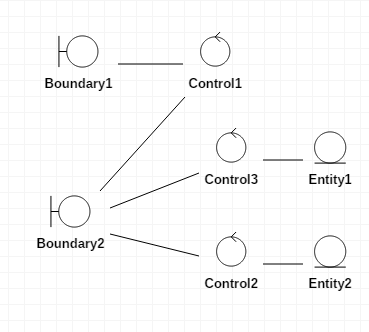 Boundary1
Control1
Control3
Entity1
Boundary2
Control2
Entity2